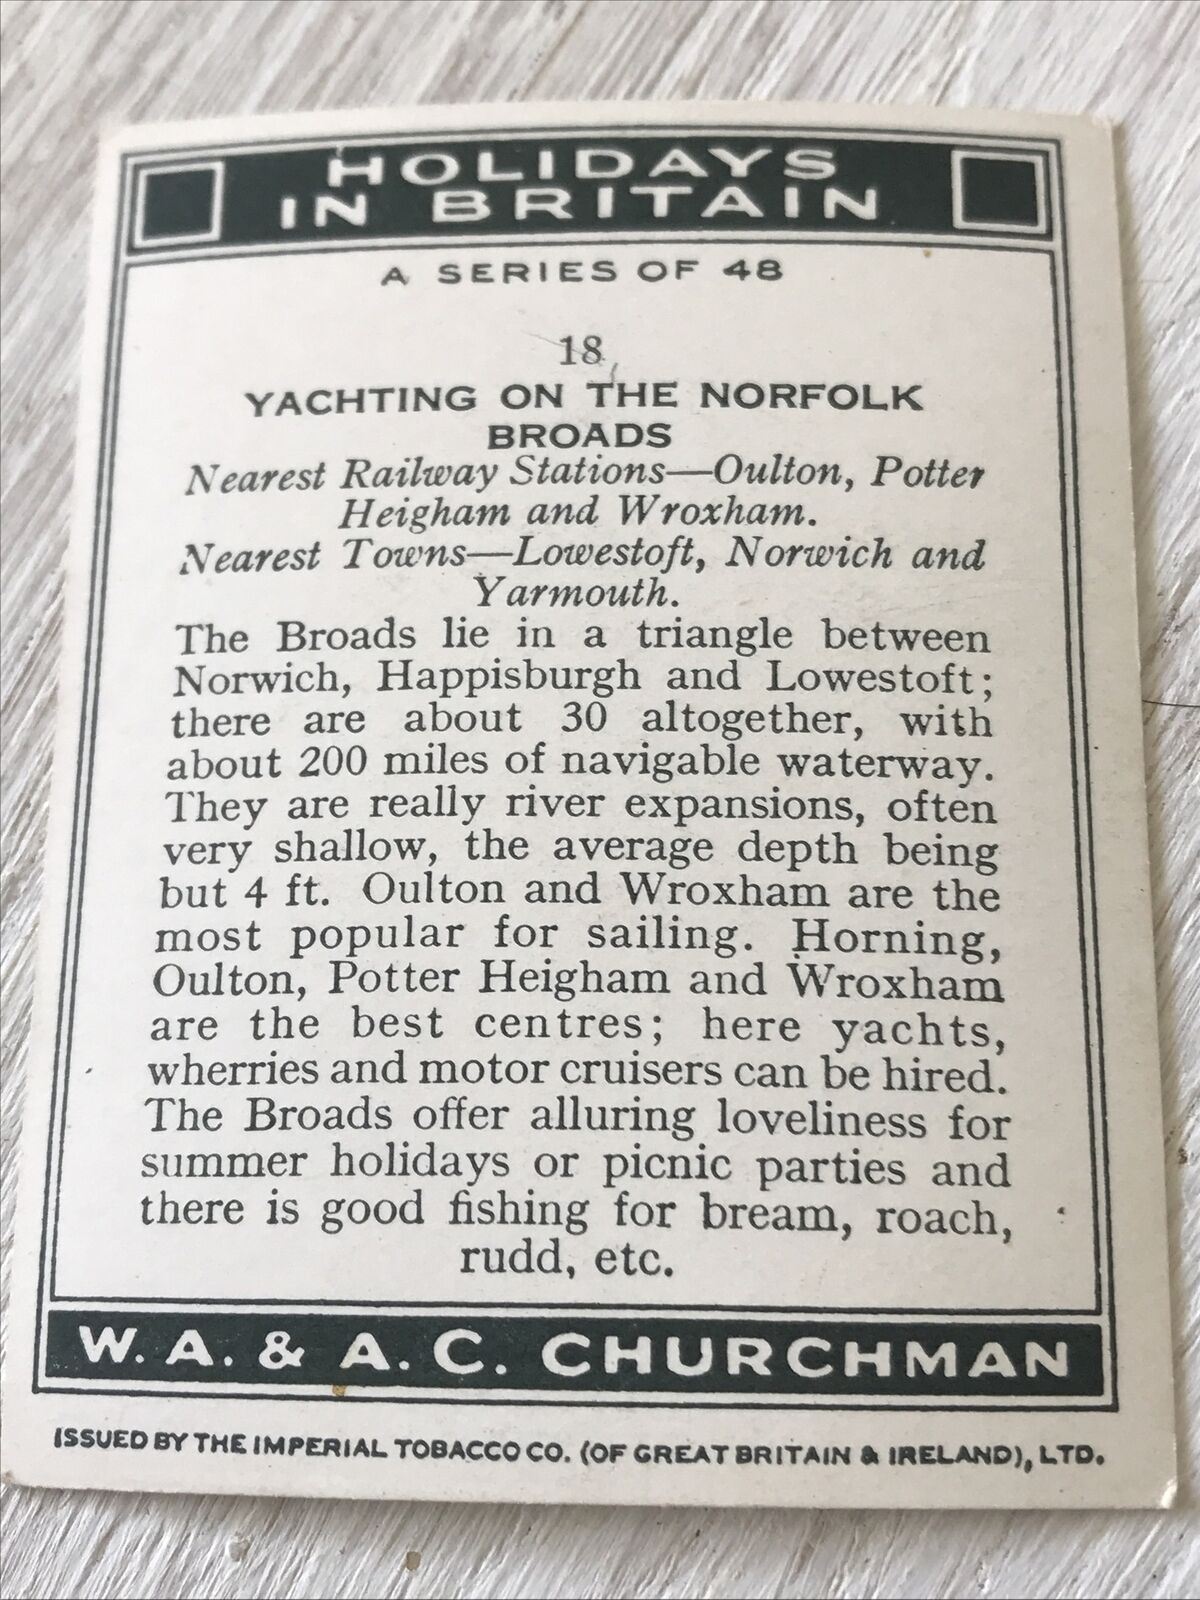 HOLIDAYS
IN BRITAIN
A SERIES OF 48
18
YACHTING ON THE NORFOLK
BROADS
Nearest Railway Stations—Oulton, Potter
Heigham and Wroxham.
Nearest Towns—Lowestoft, Norwich and
Yarmouth.
The Broads lie in a triangle between
Norwich, Happisburgh and Lowestoft;
there are about 30 altogether, with
about 200 miles of navigable waterway.
They are really river expansions, often
very shallow, the average depth being
but 4 ft. Oulton and Wroxham are the
most popular for sailing. Horning,
Oulton, Potter Heigham and Wroxham
are the best centres; here yachts,
wherries and motor cruisers can be hired.
The Broads offer alluring loveliness for
summer holidays or picnic parties and
there is good fishing for bream, roach,
rudd, etc.
W. A. & A. C. CHURCHMAN
ISSUED BY THE IMPERIAL TOBACCO CO. (OF GREAT BRITAIN & IRELAND), LTD.